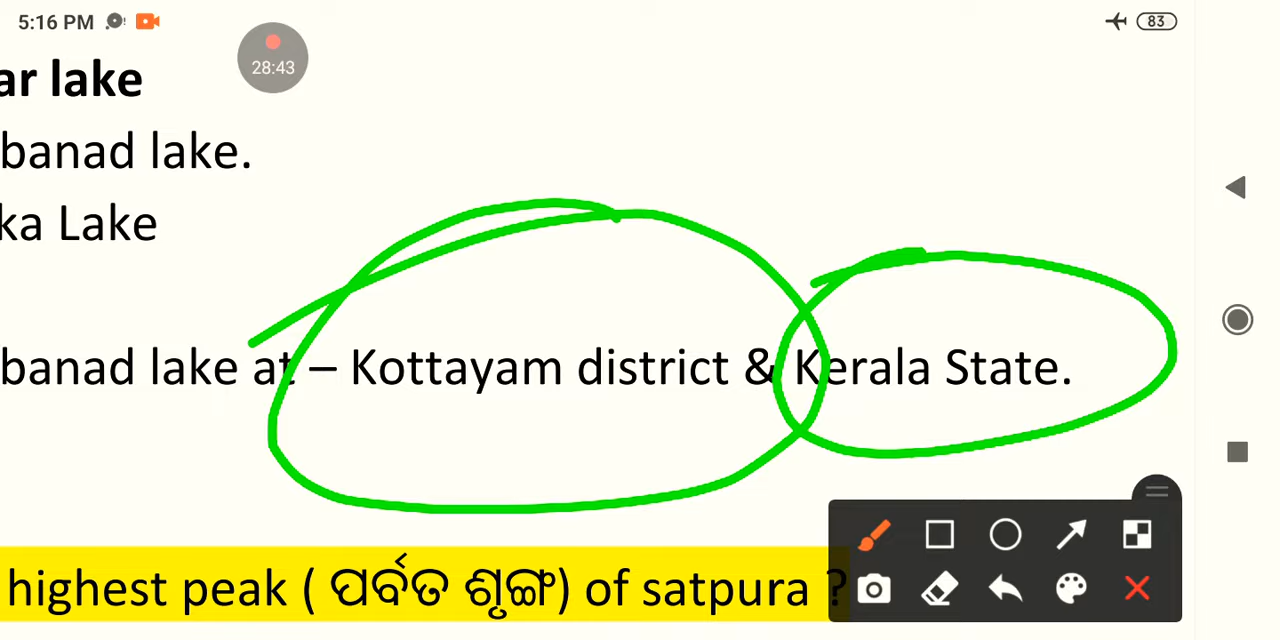 5:16 PM
83
28:43
ar lake
banad lake.
ka Lake
banad lake at – Kottayam district & Kerala State.
highest peak ( ପର୍ବତ ଶୃଙ୍ଗ) of satpura ?